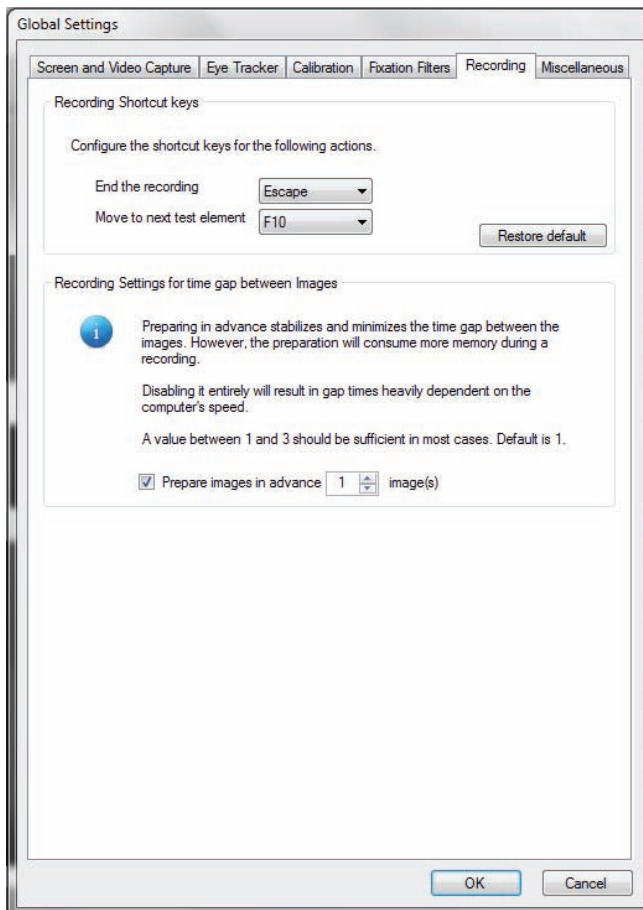 Global Settings
Screen and Video Capture Eye Tracker Calibration Fixation Filters Recording Miscellaneous
Recording Shortcut keys
Configure the shortcut keys for the following actions.
End the recording Escape
Move to next test element F10
Restore default
Recording Settings for time gap between Images
Preparing in advance stabilizes and minimizes the time gap between the
images. However, the preparation will consume more memory during a
recording.
Disabling it entirely will result in gap times heavily dependent on the
computer's speed.
A value between 1 and 3 should be sufficient in most cases. Default is 1.
Prepare images in advance 1 image(s)
OK Cancel